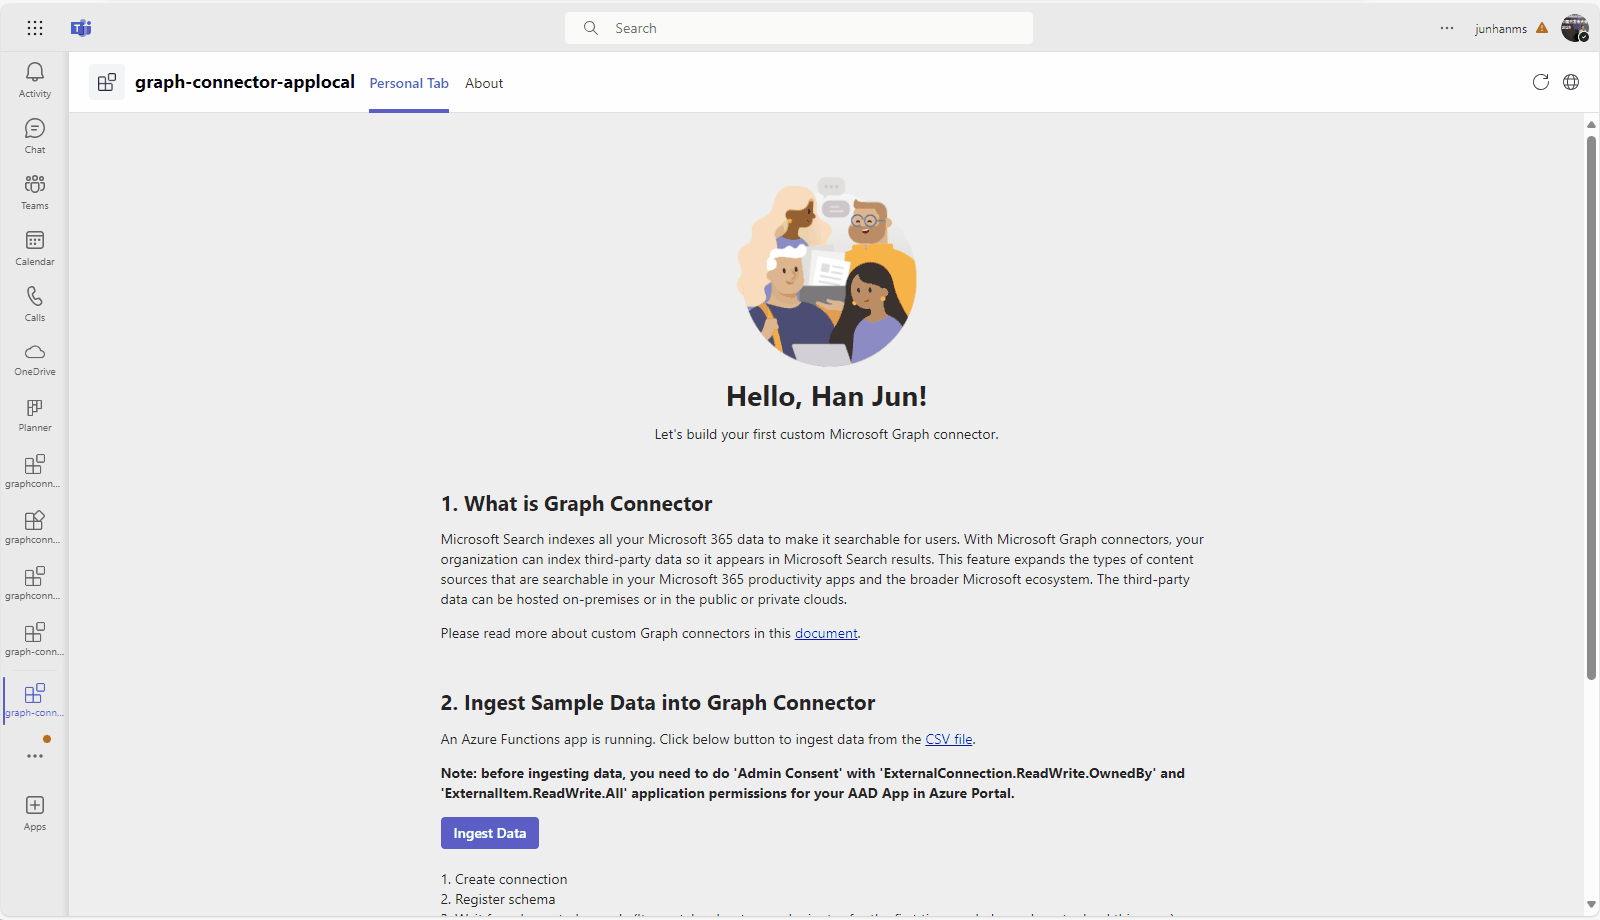 Search
junhanms
graph-connector-applocal
Personal Tab
About
Activity
Chat
Teams
Calendar
Calls
OneDrive
Planner
graphconn...
graphconn...
graphconn...
graph-conn...
graph-conn...
Apps
Hello, Han Jun!
Let's build your first custom Microsoft Graph connector.
1. What is Graph Connector
Microsoft Search indexes all your Microsoft 365 data to make it searchable for users. With Microsoft Graph connectors, your
organization can index third-party data so it appears in Microsoft Search results. This feature expands the types of content
sources that are searchable in your Microsoft 365 productivity apps and the broader Microsoft ecosystem. The third-party
data can be hosted on-premises or in the public or private clouds.
Please read more about custom Graph connectors in this document.
2. Ingest Sample Data into Graph Connector
An Azure Functions app is running. Click below button to ingest data from the CSV file.
Note: before ingesting data, you need to do 'Admin Consent' with 'ExternalConnection.ReadWrite.OwnedBy' and
'ExternalItem.ReadWrite.All' application permissions for your AAD App in Azure Portal.
Ingest Data
1. Create connection
2. Register schema